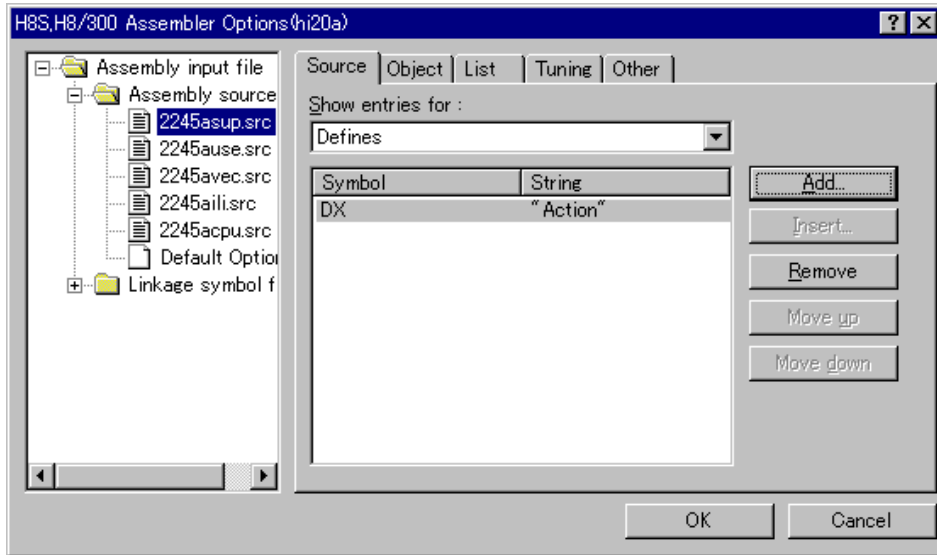 H8S,H8/300 Assembler Options(hi20a)
Assembly input file
Assembly source
2245asup.src
2245ause.src
2245avec.src
2245aili.src
2245acpu.src
Default Option
Linkage symbol f
Source Object List Tuning Other
Show entries for :
Defines
Symbol String
DX "Action"
Add...
Insert...
Remove
Move up
Move down
OK Cancel